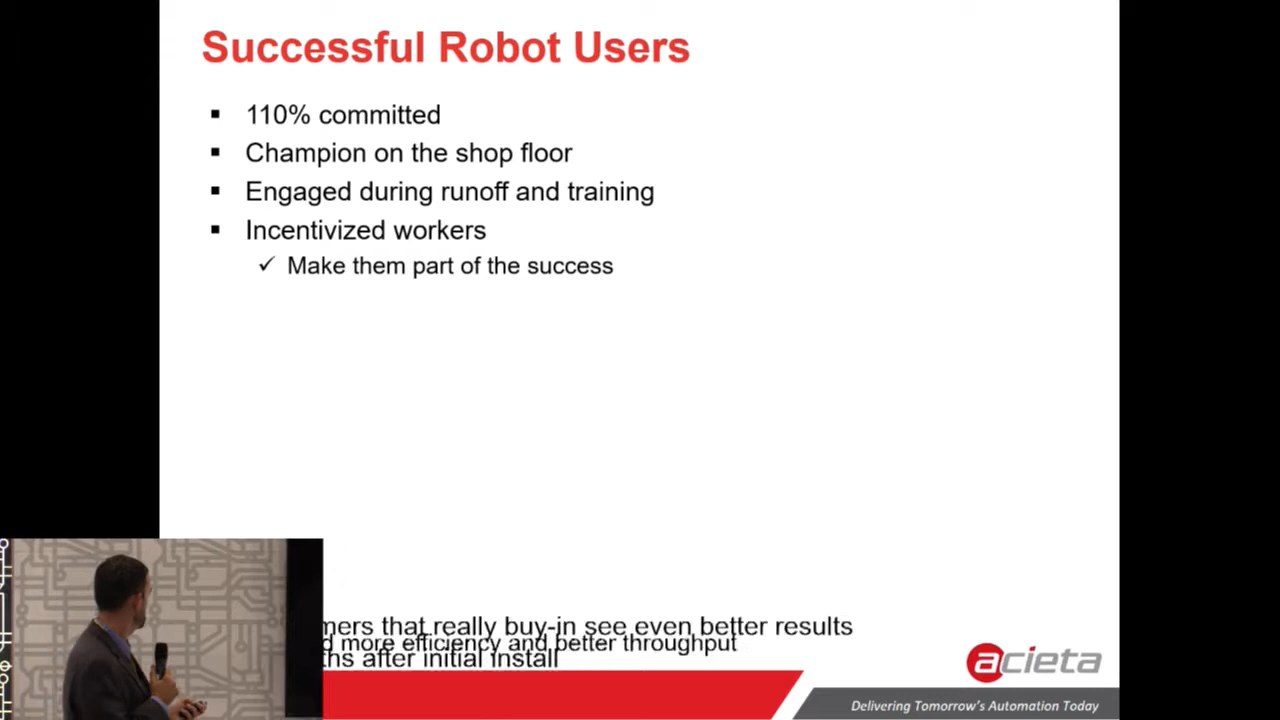 Successful Robot Users
▪ 110% committed
▪ Champion on the shop floor
▪ Engaged during runoff and training
▪ Incentivized workers
✓ Make them part of the success
that really buy-in see even better results
more efficiency and better throughput
after initial install
acieta
Delivering Tomorrow's Automation Today